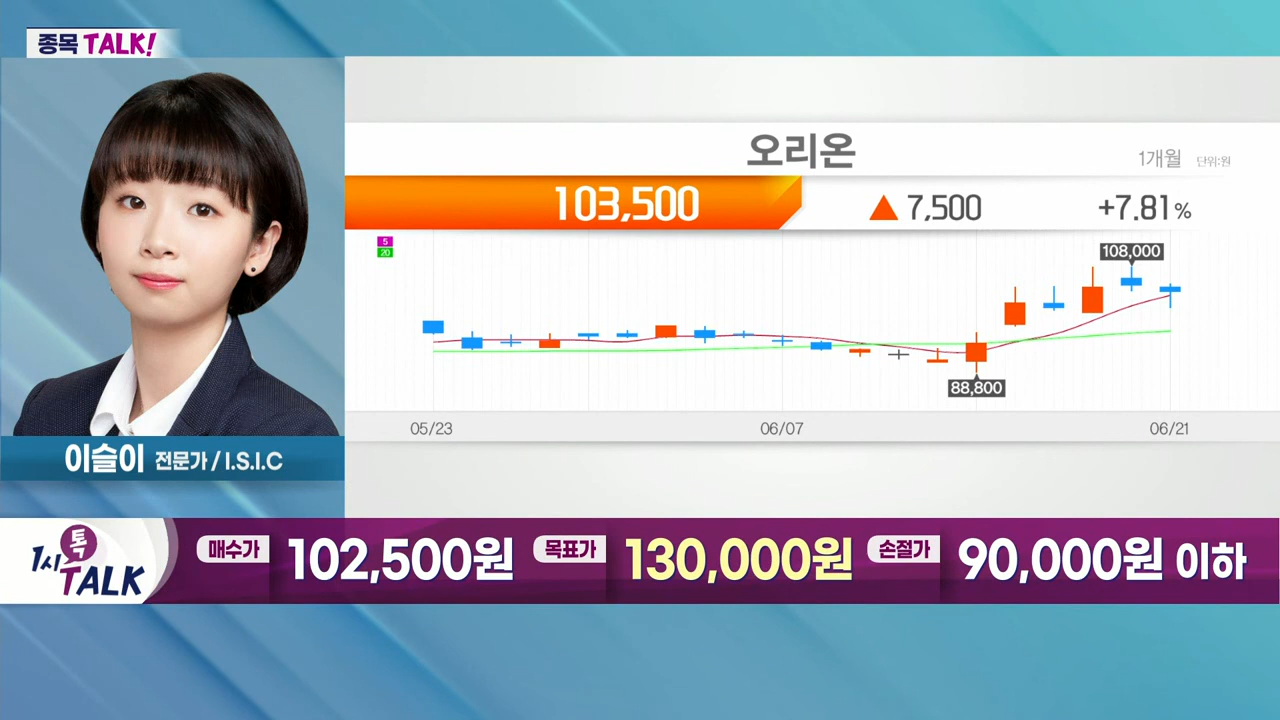 종목 TALK!
이슬이 전문가 / I.S.I.C
오리온
1개월 단위:원
103,500 ▲ 7,500 +7.81%
5
20
108,000
88,800
05/23 06/07 06/21
1시 톡 TALK
매수가 102,500원 목표가 130,000원 손절가 90,000원 이하